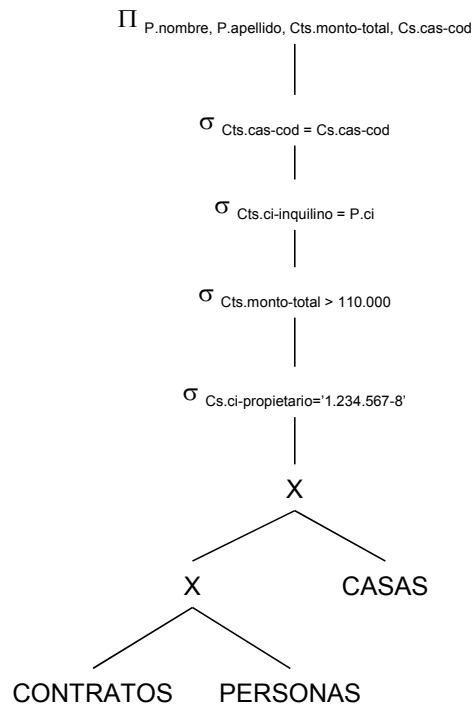 Π P.nombre, P.apellido, Cts.monto-total, Cs.cas-cod
σ Cts.cas-cod = Cs.cas-cod
σ Cts.ci-inquilino = P.ci
σ Cts.monto-total > 110.000
σ Cs.ci-propietario='1.234.567-8'
X
X CASAS
CONTRATOS PERSONAS